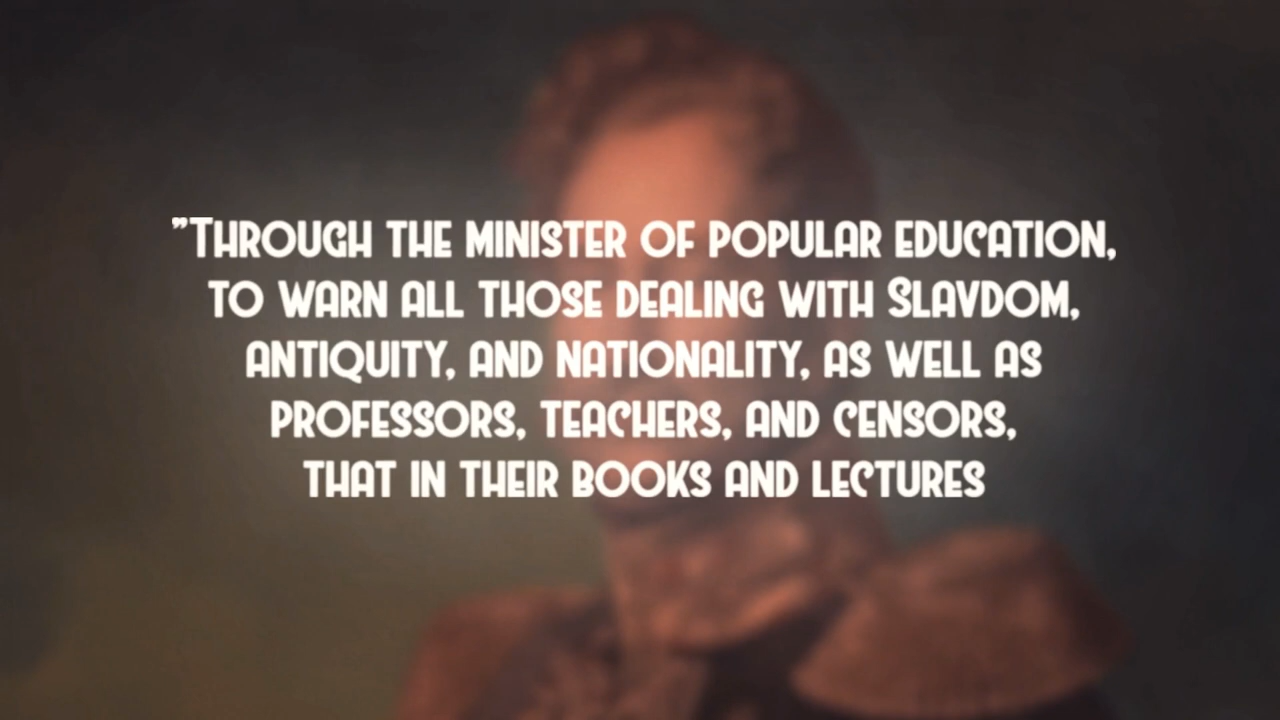 "Through the minister of popular education,
to warn all those dealing with Slavdom,
antiquity, and nationality, as well as
professors, teachers, and censors,
that in their books and lectures